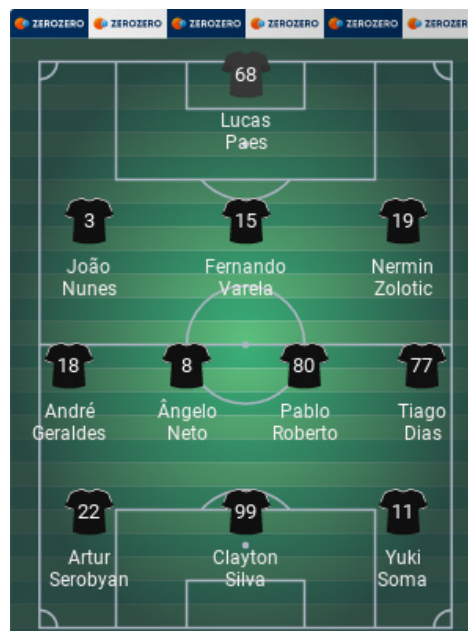 ZEROZERO ZEROZERO ZEROZERO ZEROZERO ZEROZERO ZEROZE
68
Lucas
Paes
3 15 19
João Fernando Nermin
Nunes Varela Zolotic
18 8 80 77
André Ângelo Pablo Tiago
Geraldes Neto Roberto Dias
22 99 11
Artur Clayton Yuki
Serobyan Silva Soma